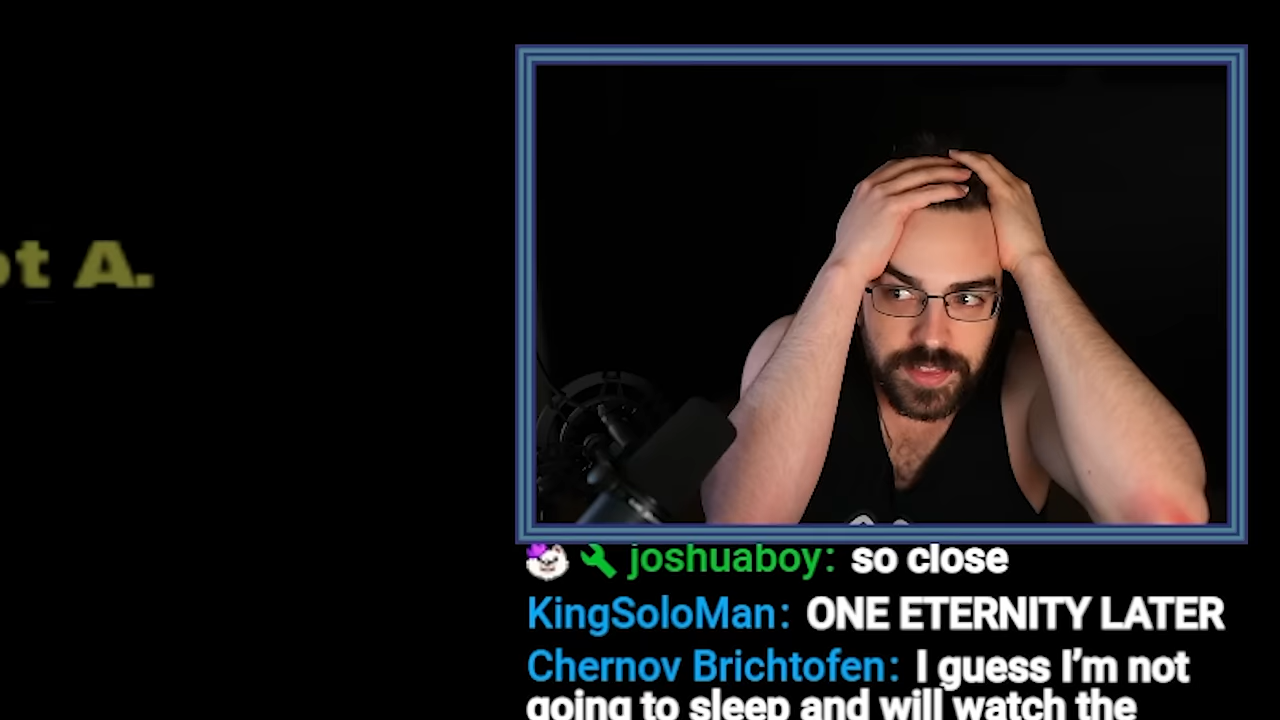 t A.
joshuaboy: so close
KingSoloMan: ONE ETERNITY LATER
Chernov Brichtofen: I guess I’m not
going to sleep and will watch the